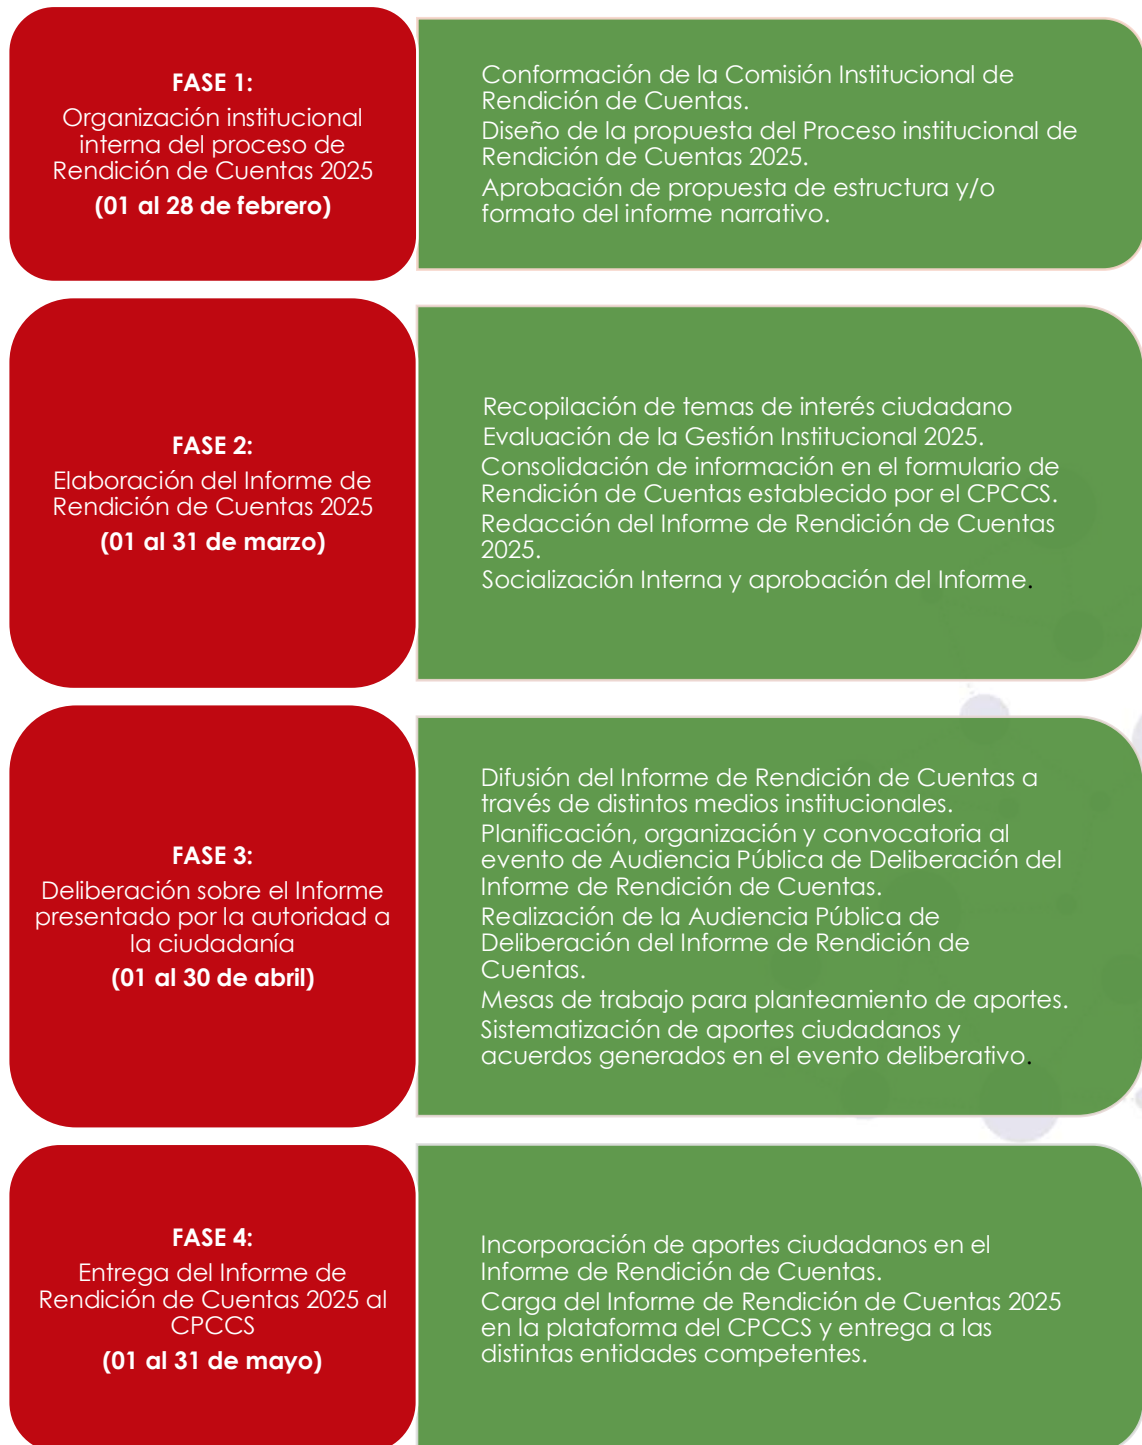 FASE 1:
Organización institucional
interna del proceso de
Rendición de Cuentas 2025
(01 al 28 de febrero)
Conformación de la Comisión Institucional de
Rendición de Cuentas.
Diseño de la propuesta del Proceso institucional de
Rendición de Cuentas 2025.
Aprobación de propuesta de estructura y/o
formato del informe narrativo.
FASE 2:
Elaboración del Informe de
Rendición de Cuentas 2025
(01 al 31 de marzo)
Recopilación de temas de interés ciudadano
Evaluación de la Gestión Institucional 2025.
Consolidación de información en el formulario de
Rendición de Cuentas establecido por el CPCCS.
Redacción del Informe de Rendición de Cuentas
2025.
Socialización Interna y aprobación del Informe.
FASE 3:
Deliberación sobre el Informe
presentado por la autoridad a
la ciudadanía
(01 al 30 de abril)
Difusión del Informe de Rendición de Cuentas a
través de distintos medios institucionales.
Planificación, organización y convocatoria al
evento de Audiencia Pública de Deliberación del
Informe de Rendición de Cuentas.
Realización de la Audiencia Pública de
Deliberación del Informe de Rendición de
Cuentas.
Mesas de trabajo para planteamiento de aportes.
Sistematización de aportes ciudadanos y
acuerdos generados en el evento deliberativo.
FASE 4:
Entrega del Informe de
Rendición de Cuentas 2025 al
CPCCS
(01 al 31 de mayo)
Incorporación de aportes ciudadanos en el
Informe de Rendición de Cuentas.
Carga del Informe de Rendición de Cuentas 2025
en la plataforma del CPCCS y entrega a las
distintas entidades competentes.